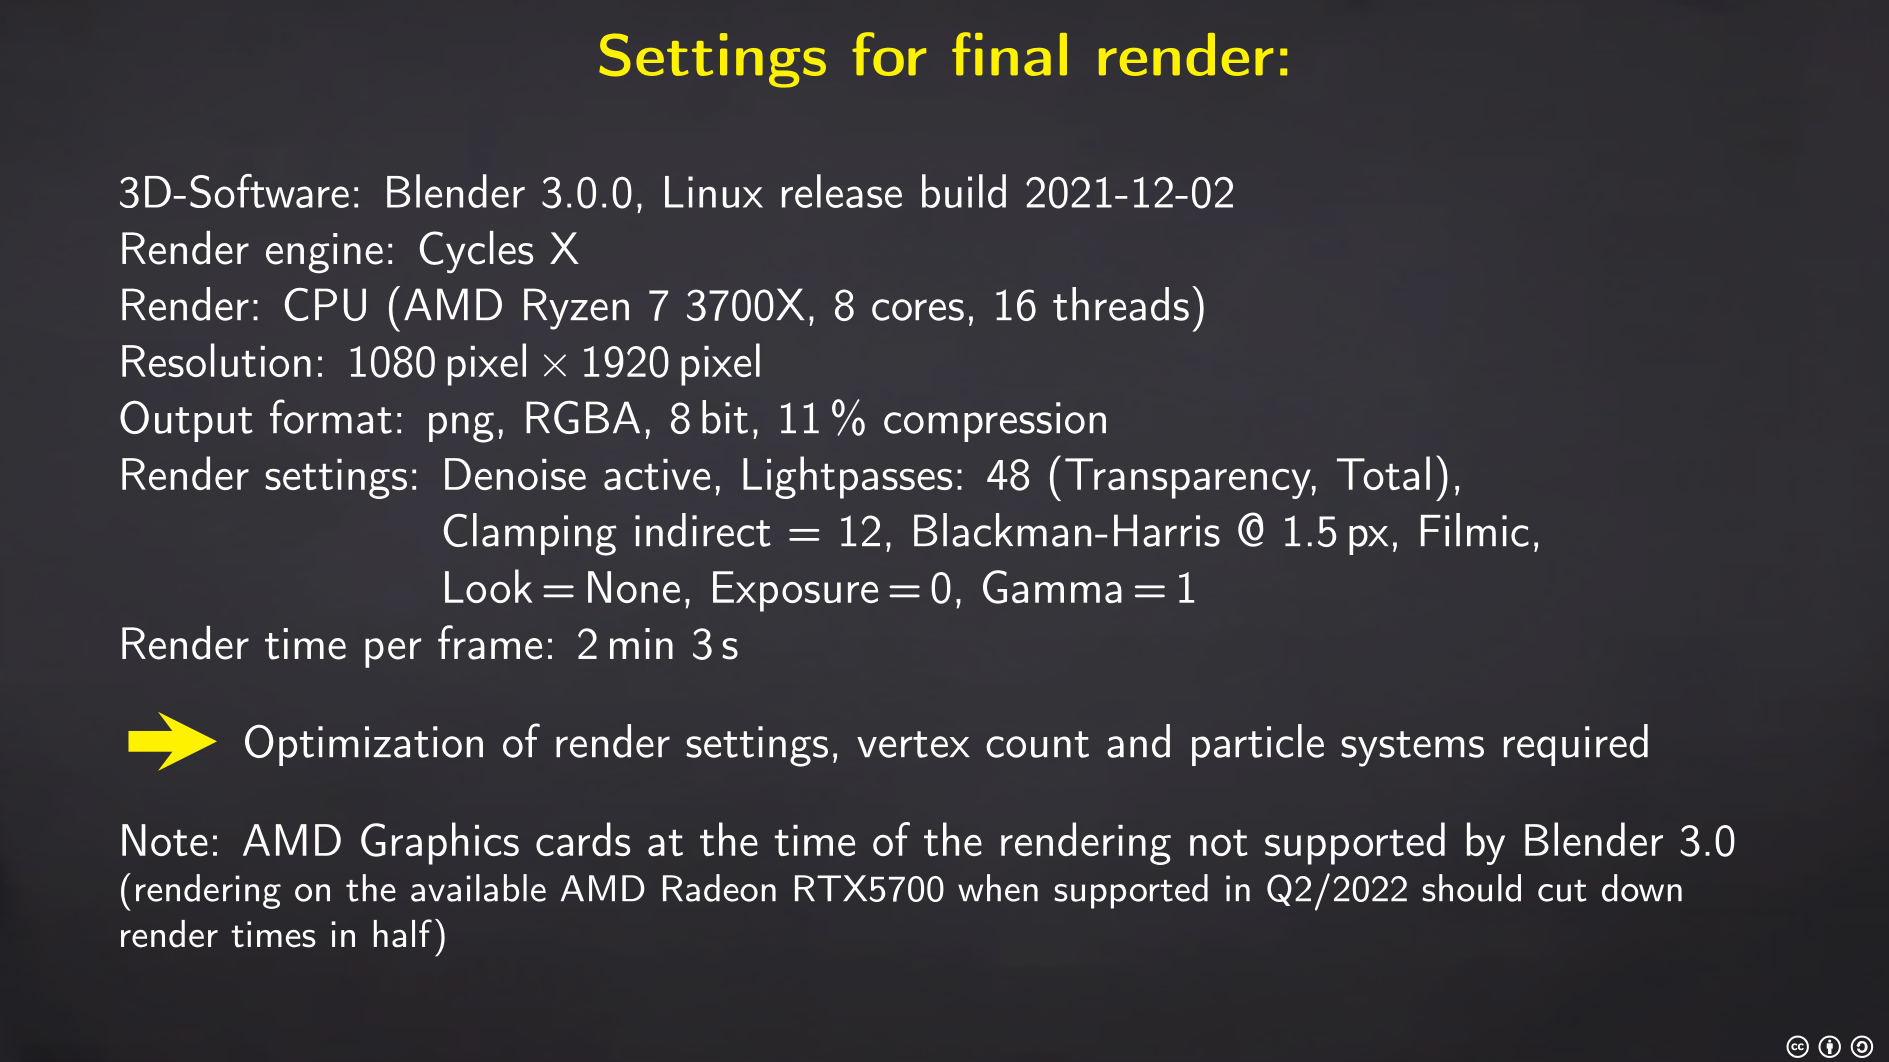 Settings for final render:
3D-Software: Blender 3.0.0, Linux release build 2021-12-02
Render engine: Cycles X
Render: CPU (AMD Ryzen 7 3700X, 8 cores, 16 threads)
Resolution: 1080 pixel × 1920 pixel
Output format: png, RGBA, 8 bit, 11 % compression
Render settings: Denoise active, Lightpasses: 48 (Transparency, Total),
Clamping indirect = 12, Blackman-Harris @ 1.5 px, Filmic,
Look = None, Exposure = 0, Gamma = 1
Render time per frame: 2 min 3 s
Optimization of render settings, vertex count and particle systems required
Note: AMD Graphics cards at the time of the rendering not supported by Blender 3.0
(rendering on the available AMD Radeon RTX5700 when supported in Q2/2022 should cut down
render times in half)
cc